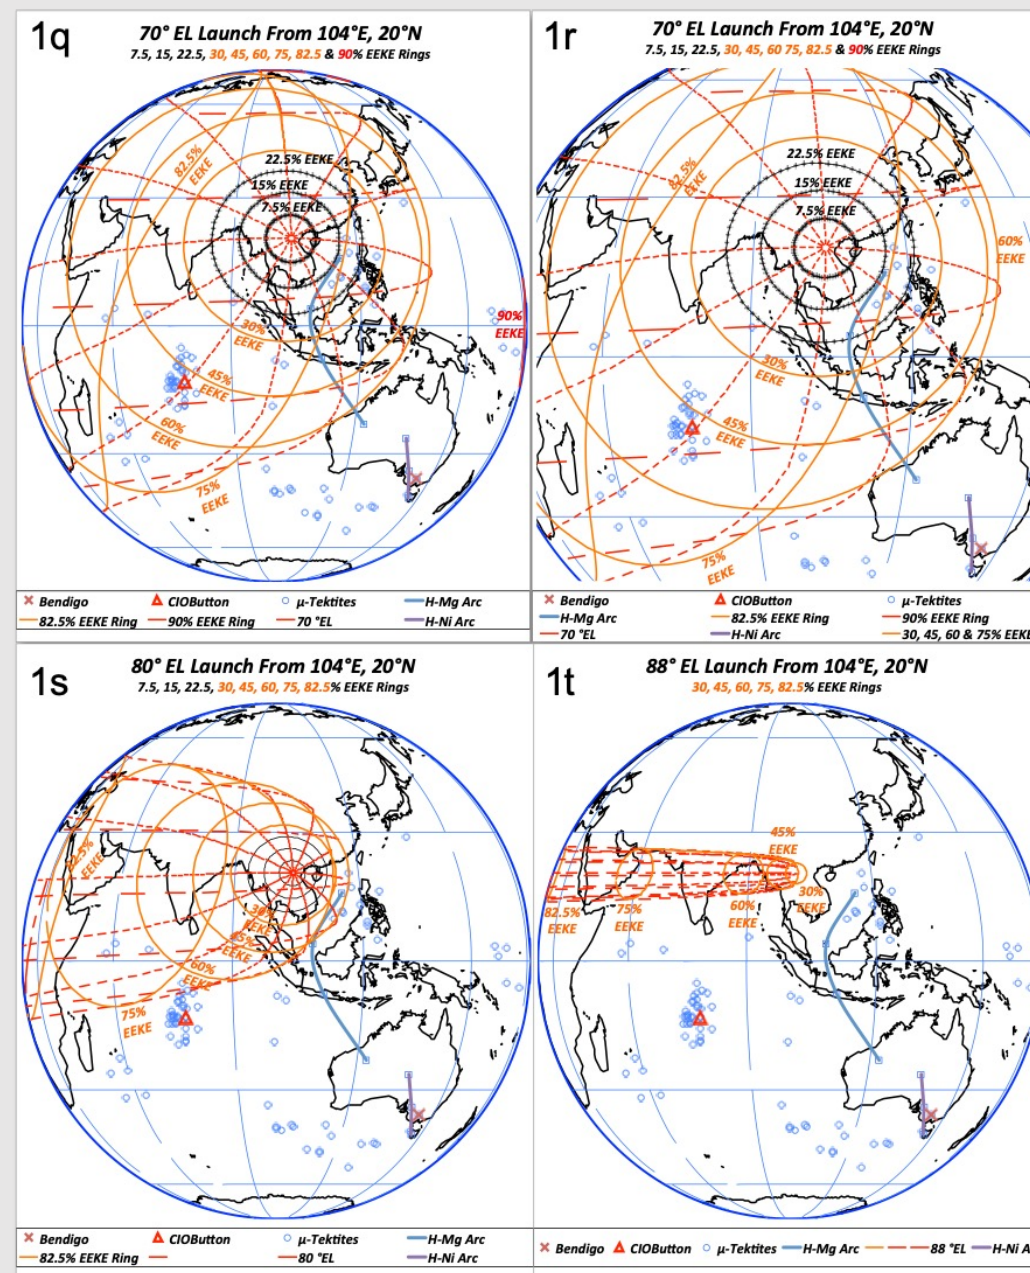 1q
70° EL Launch From 104°E, 20°N
7.5, 15, 22.5, 30, 45, 60, 75, 82.5 & 90% EEKE Rings
82.5%
EEKE
22.5% EEKE
15% EEKE
7.5% EEKE
30%
EEKE
45%
EEKE
60%
EEKE
75%
EEKE
90%
EEKE
Bendigo
CIOButton
μ-Tektites
H-Mg Arc
82.5% EEKE Ring
90% EEKE Ring
70 °EL
H-Ni Arc
1r
70° EL Launch From 104°E, 20°N
7.5, 15, 22.5, 30, 45, 60 75, 82.5 & 90% EEKE Rings
82.5%
EEKE
22.5% EEKE
15% EEKE
7.5% EEKE
60%
EEKE
30%
EEKE
45%
EEKE
75%
EEKE
Bendigo
CIOButton
μ-Tektites
H-Mg Arc
82.5% EEKE Ring
90% EEKE Ring
70 °EL
H-Ni Arc
30, 45, 60 & 75% EEKE
1s
80° EL Launch From 104°E, 20°N
7.5, 15, 22.5, 30, 45, 60, 75, 82.5% EEKE Rings
EEKE
30%
EEKE
45%
EEKE
60%
EEKE
75%
EEKE
Bendigo
CIOButton
μ-Tektites
H-Mg Arc
82.5% EEKE Ring
80 °EL
H-Ni Arc
1t
88° EL Launch From 104°E, 20°N
30, 45, 60, 75, 82.5% EEKE Rings
45%
EEKE
30%
EEKE
60%
EEKE
75%
EEKE
82.5%
EEKE
Bendigo
CIOButton
μ-Tektites
H-Mg Arc
88 °EL
H-Ni A